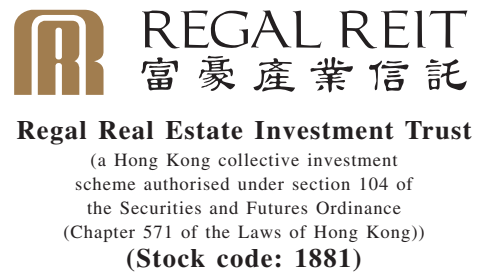 REGAL REIT
富豪產業信託
Regal Real Estate Investment Trust
(a Hong Kong collective investment
scheme authorised under section 104 of
the Securities and Futures Ordinance
(Chapter 571 of the Laws of Hong Kong))
(Stock code: 1881)